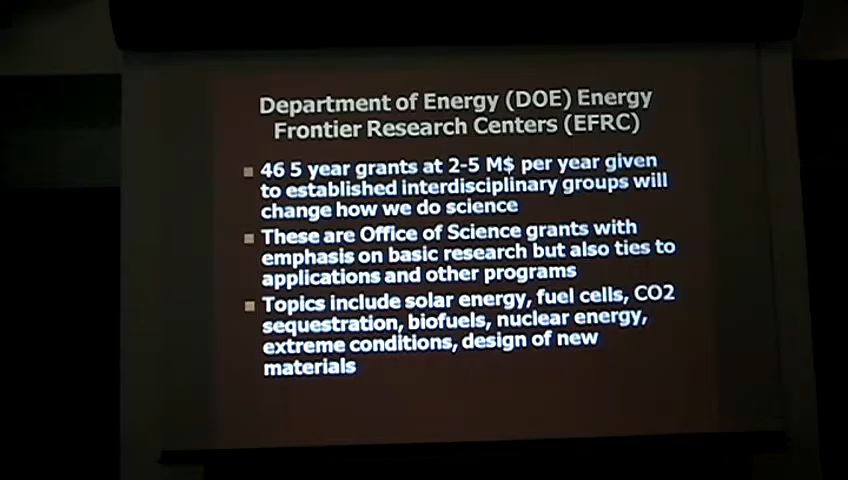 Department of Energy (DOE) Energy
Frontier Research Centers (EFRC)
46 5 year grants at 2-5 M$ per year given
to established interdisciplinary groups will
change how we do science
These are Office of Science grants with
emphasis on basic research but also ties to
applications and other programs
Topics include solar energy, fuel cells, CO2
sequestration, biofuels, nuclear energy,
extreme conditions, design of new
materials